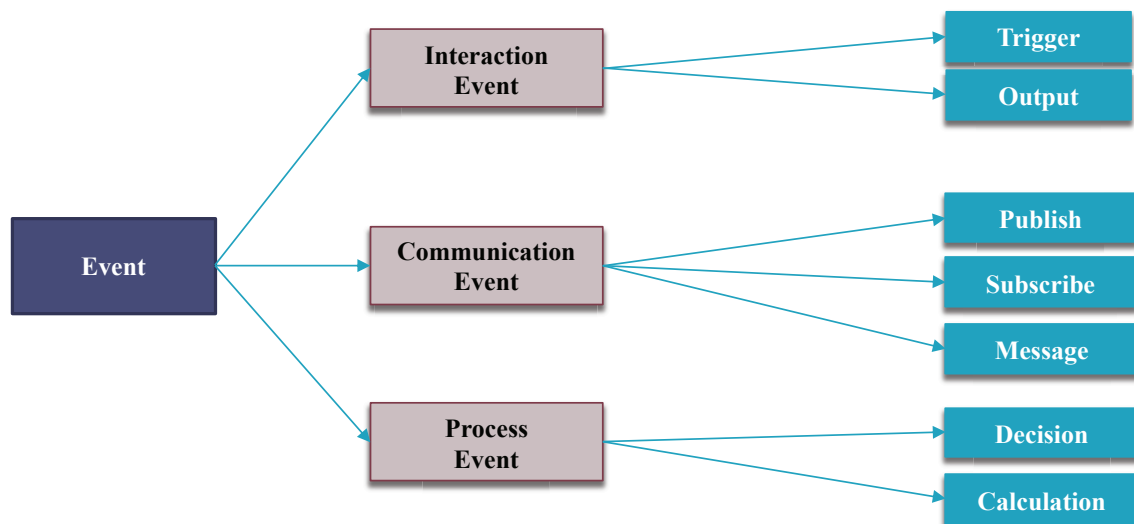 Interaction
Event
Trigger
Output
Event
Communication
Event
Publish
Subscribe
Message
Process
Event
Decision
Calculation